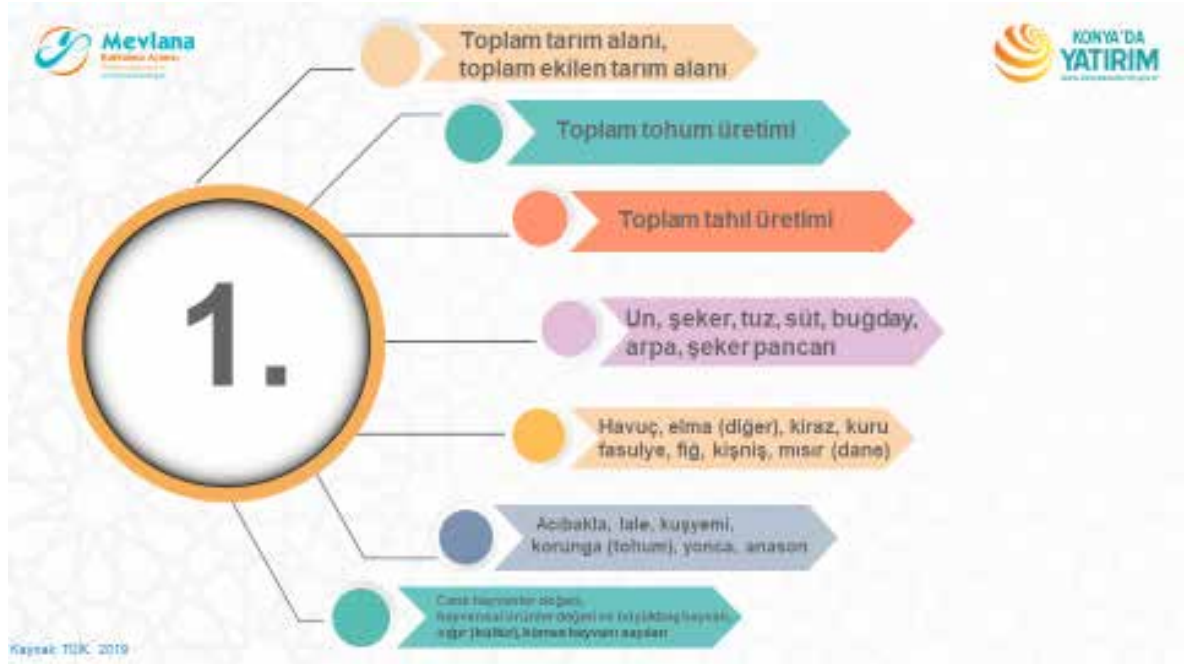 Mevlana
Kalkınma Ajansı
KONYA'DA
YATIRIM
Toplam tarım alanı,
toplam ekilen tarım alanı
Toplam tohum üretimi
Toplam tahıl üretimi
1.
Un, şeker, tuz, süt, buğday,
arpa, şeker pancarı
Havuç, elma (diğer), kiraz, kuru
fasulye, fiğ, kişniş, mısır (dane)
Acıbakla, lale, kuşyemi,
korunga (tohum), yonca, anason
Canlı hayvanlar değeri,
hayvansal ürünler değeri ve büyükbaş hayvan,
sığır (kültür), kümes hayvanı sayıları
Kaynak: TÜİK, 2019